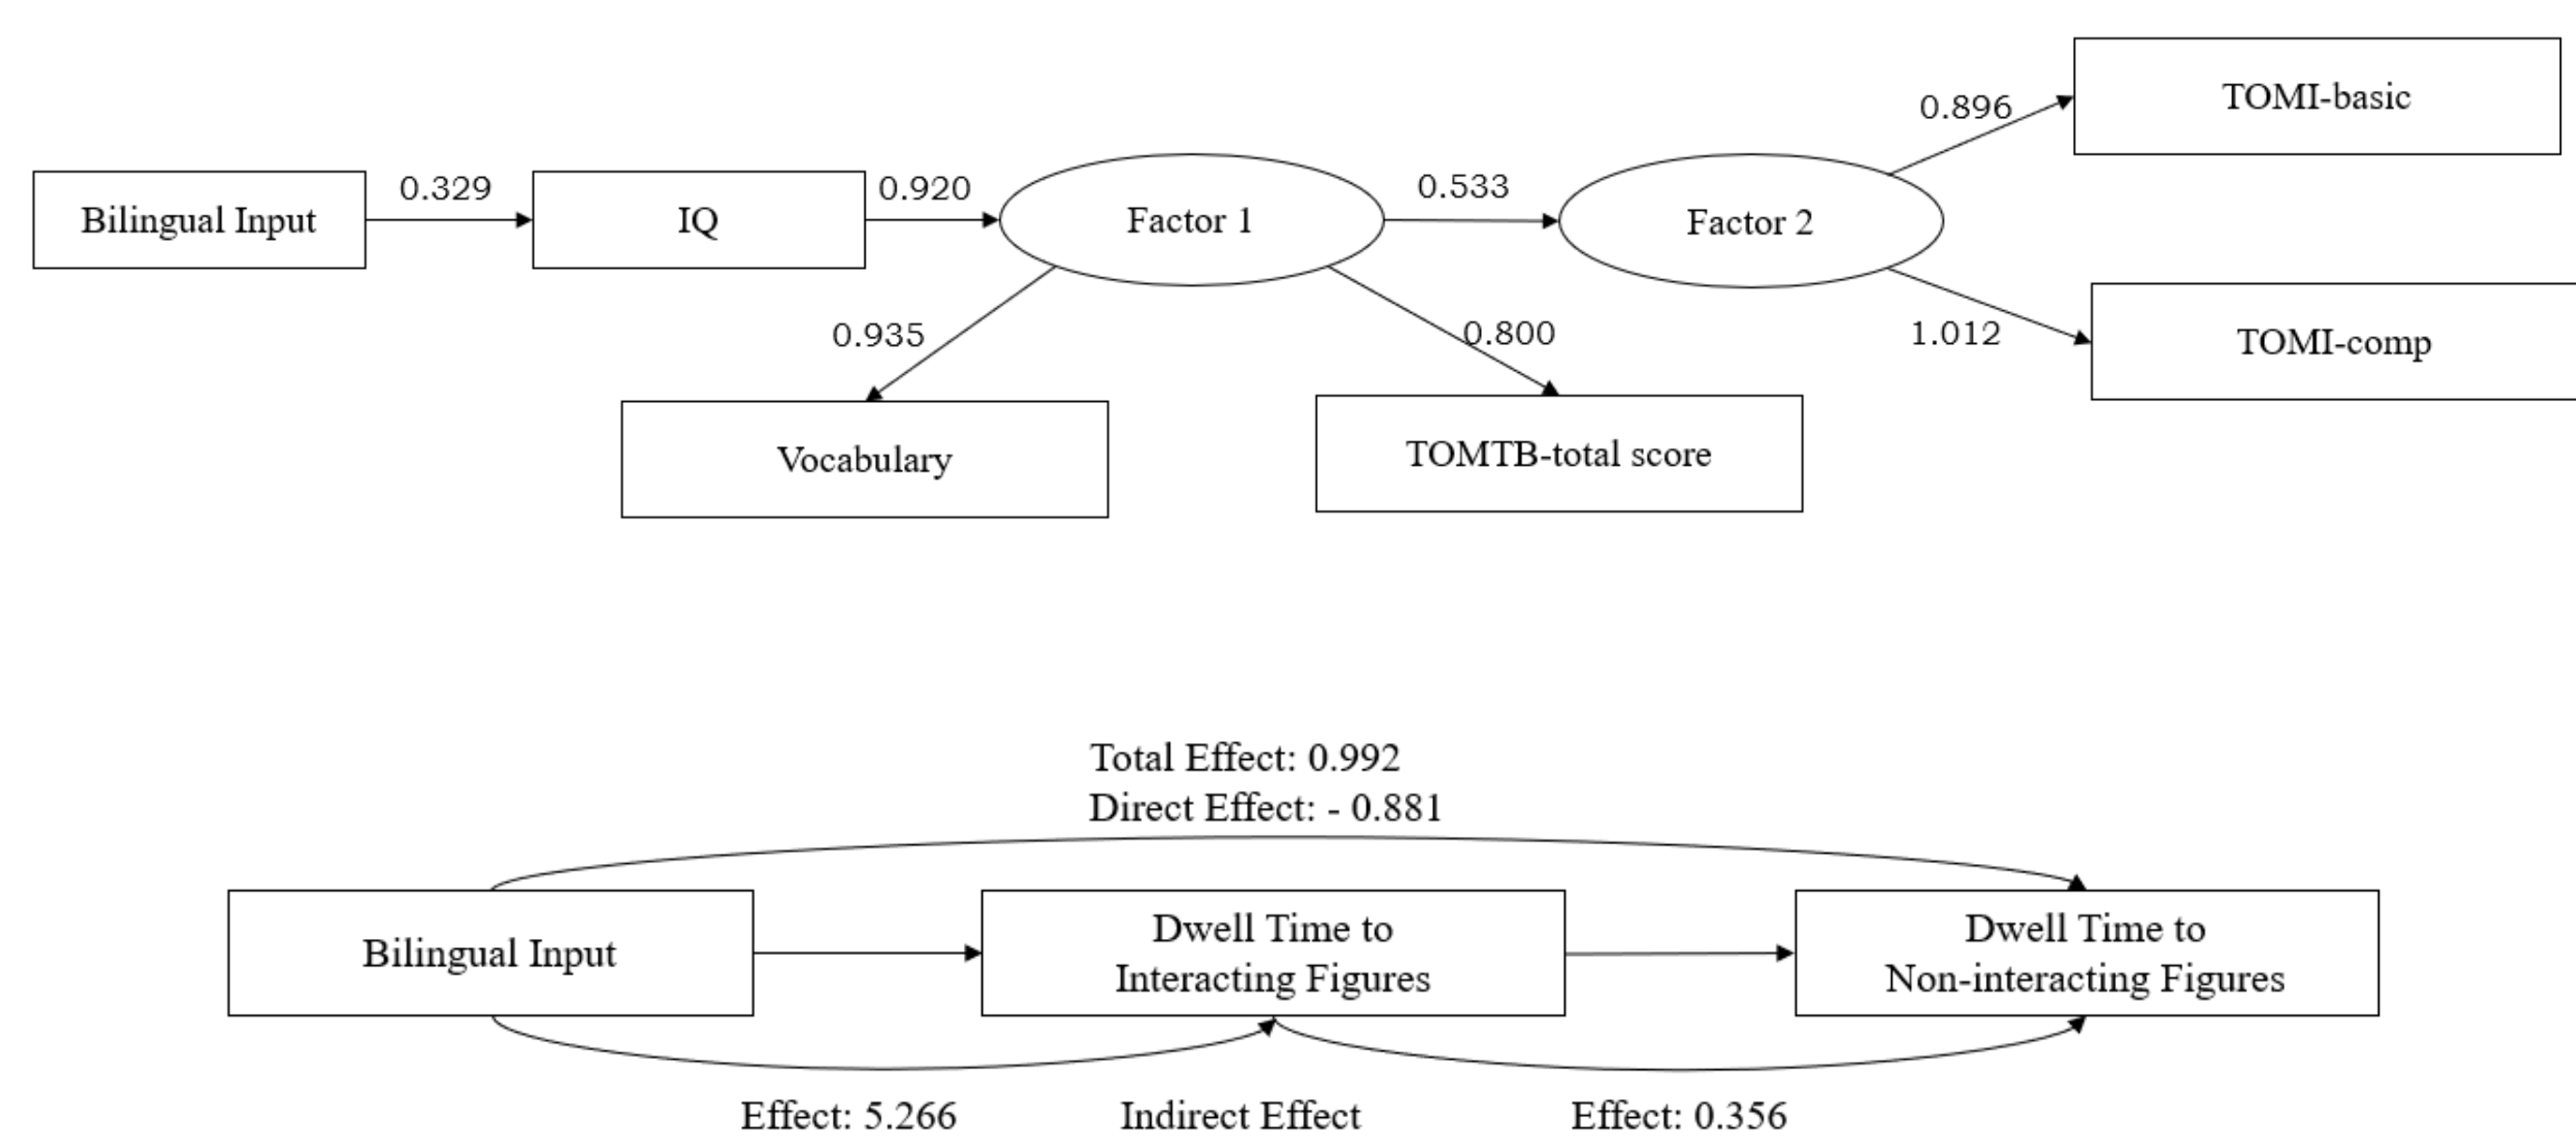 TOMI-basic
0.896
0.329
0.920
0.533
Bilingual Input
IQ
Factor 1
Factor 2
0.935
0.800
1.012
TOMI-comp
Vocabulary
TOMTB-total score
Total Effect: 0.992
Direct Effect: - 0.881
Bilingual Input
Dwell Time to
Interacting Figures
Dwell Time to
Non-interacting Figures
Effect: 5.266
Indirect Effect
Effect: 0.356